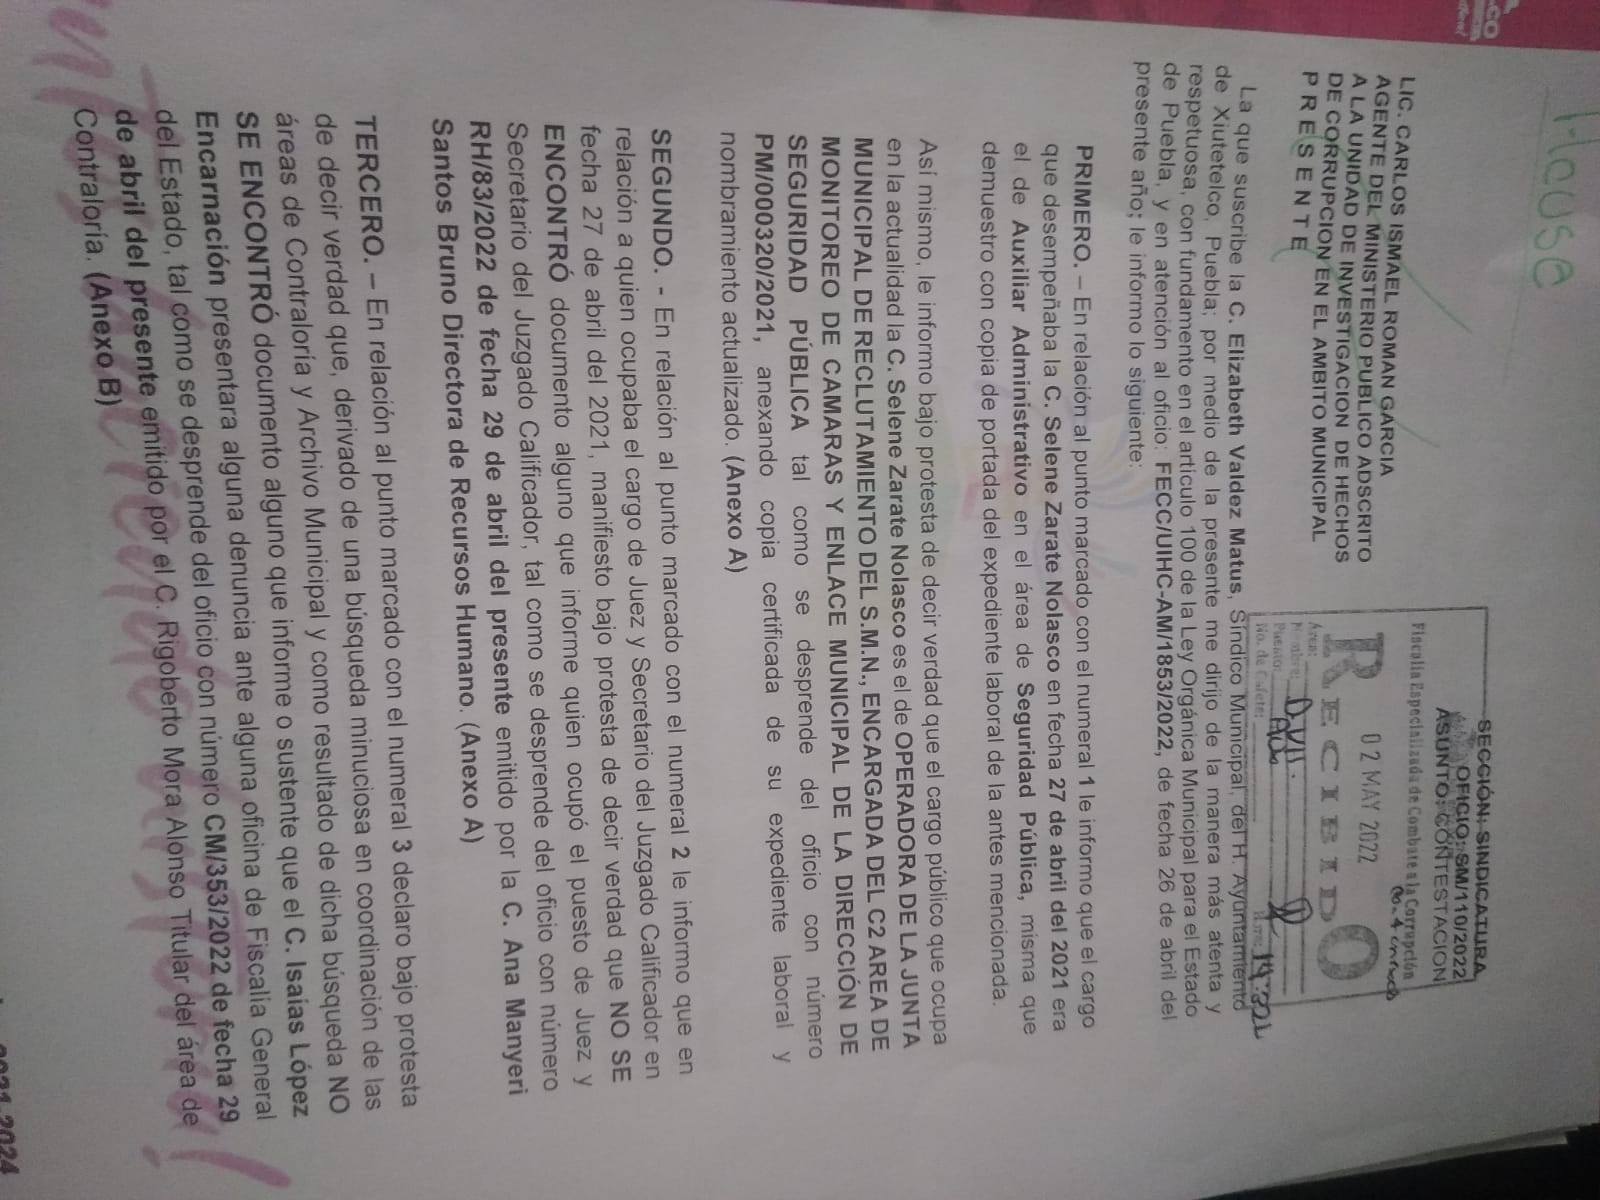 SECCIÓN: SINDICATURA
OFICIO: SM/110/2022
ASUNTO: CONTESTACION
Fiscalía Especializada de Combate a la Corrupción
RECIBIDO
02 MAY 2022
Área:
Nombre:
Puesto:
No. de Gafete:
LIC. CARLOS ISMAEL ROMAN GARCIA
AGENTE DEL MINISTERIO PUBLICO ADSCRITO
A LA UNIDAD DE INVESTIGACION DE HECHOS
DE CORRUPCION EN EL AMBITO MUNICIPAL
P R E S E N T E
La que suscribe la C. Elizabeth Valdez Matus, Síndico Municipal, del H. Ayuntamiento
de Xiutetelco, Puebla; por medio de la presente me dirijo de la manera más atenta y
respetuosa, con fundamento en el articulo 100 de la Ley Orgánica Municipal para el Estado
de Puebla, y en atención al oficio: FECC/UIHC-AM/1853/2022, de fecha 26 de abril del
presente año; le informo lo siguiente:
PRIMERO. – En relación al punto marcado con el numeral 1 le informo que el cargo
que desempeñaba la C. Selene Zarate Nolasco en fecha 27 de abril del 2021 era
el de Auxiliar Administrativo en el área de Seguridad Pública, misma que
demuestro con copia de portada del expediente laboral de la antes mencionada.
Así mismo, le informo bajo protesta de decir verdad que el cargo público que ocupa
en la actualidad la C. Selene Zarate Nolasco es el de OPERADORA DE LA JUNTA
MUNICIPAL DE RECLUTAMIENTO DEL S.M.N., ENCARGADA DEL C2 AREA DE
MONITOREO DE CAMARAS Y ENLACE MUNICIPAL DE LA DIRECCIÓN DE
SEGURIDAD PÚBLICA tal como se desprende del oficio con número
PM/000320/2021, anexando copia certificada de su expediente laboral y
nombramiento actualizado. (Anexo A)
SEGUNDO. - En relación al punto marcado con el numeral 2 le informo que en
relación a quien ocupaba el cargo de Juez y Secretario del Juzgado Calificador en
fecha 27 de abril del 2021, manifiesto bajo protesta de decir verdad que NO SE
ENCONTRÓ documento alguno que informe quien ocupó el puesto de Juez y
Secretario del Juzgado Calificador, tal como se desprende del oficio con número
RH/83/2022 de fecha 29 de abril del presente emitido por la C. Ana Manyeri
Santos Bruno Directora de Recursos Humano. (Anexo A)
TERCERO. – En relación al punto marcado con el numeral 3 declaro bajo protesta
de decir verdad que, derivado de una búsqueda minuciosa en coordinación de las
áreas de Contraloría y Archivo Municipal y como resultado de dicha búsqueda NO
SE ENCONTRÓ documento alguno que informe o sustente que el C. Isaías López
Encarnación presentara alguna denuncia ante alguna oficina de Fiscalía General
del Estado, tal como se desprende del oficio con número CM/353/2022 de fecha 29
de abril del presente emitido por el C. Rigoberto Mora Alonso Titular del área de
Contraloría. (Anexo B)
2021-2024